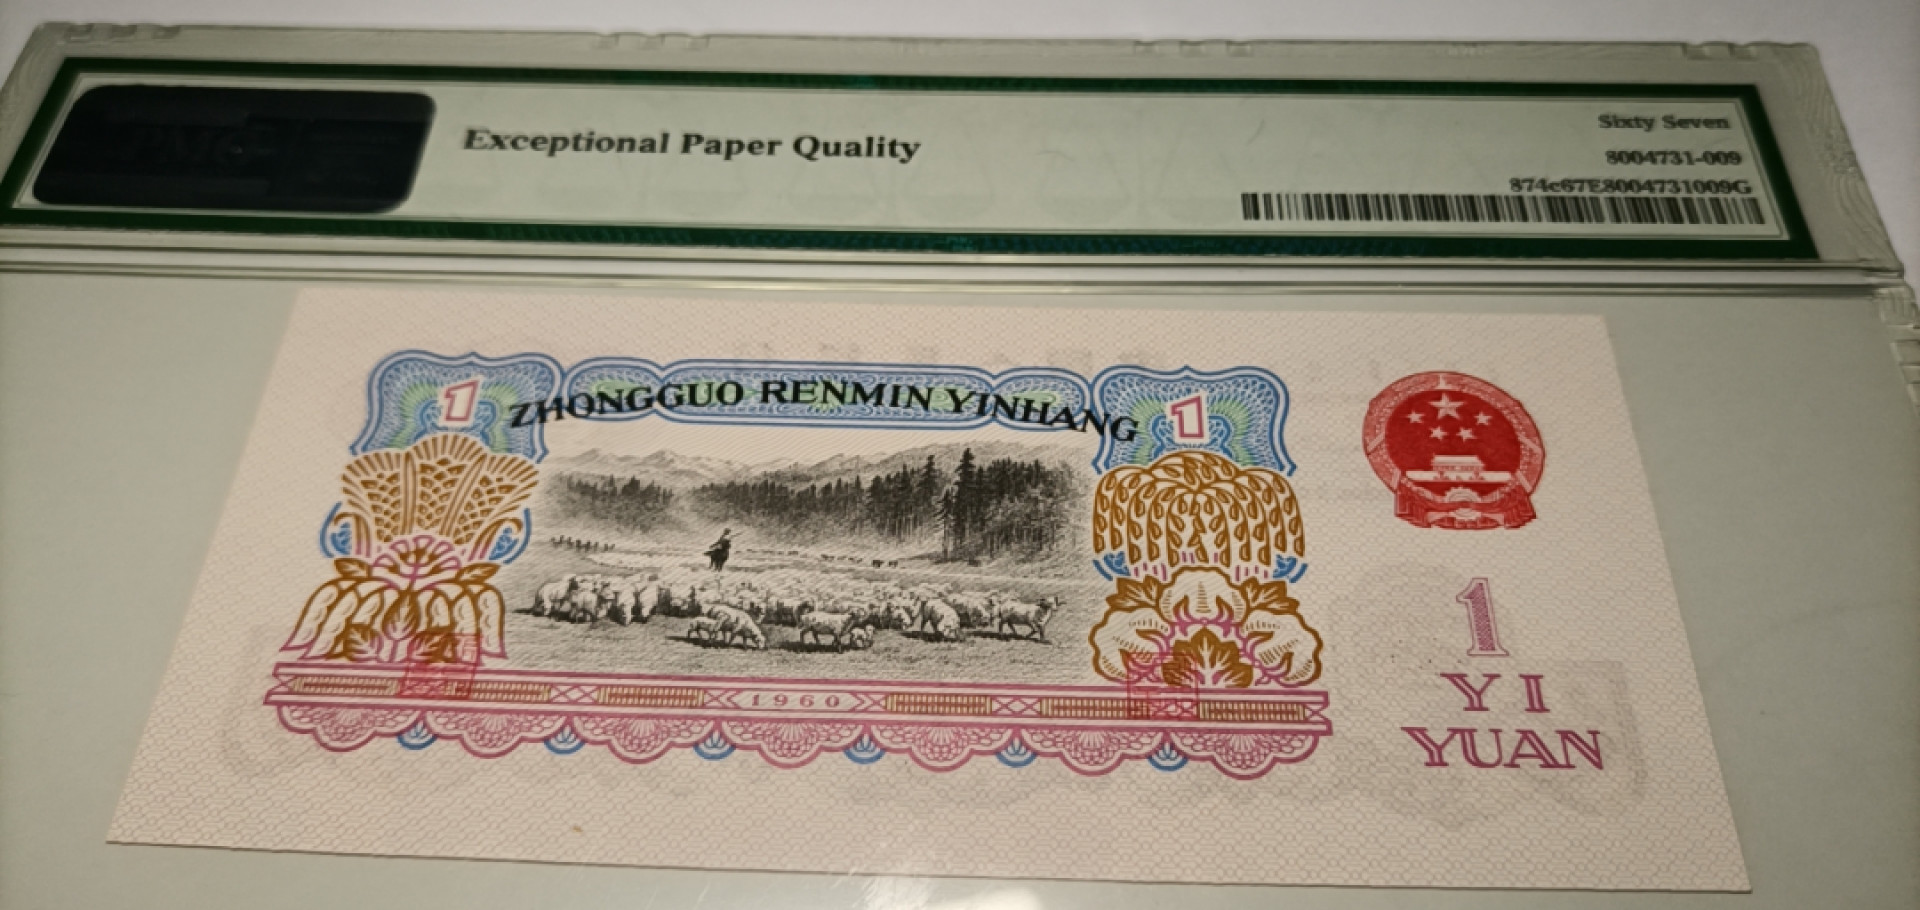 Exceptional Paper Quality
Sixty Seven
8004731-009
874c67E8004731009G
1
ZHONGGUO RENMIN YINHANG
1
1960
1
YI
YUAN